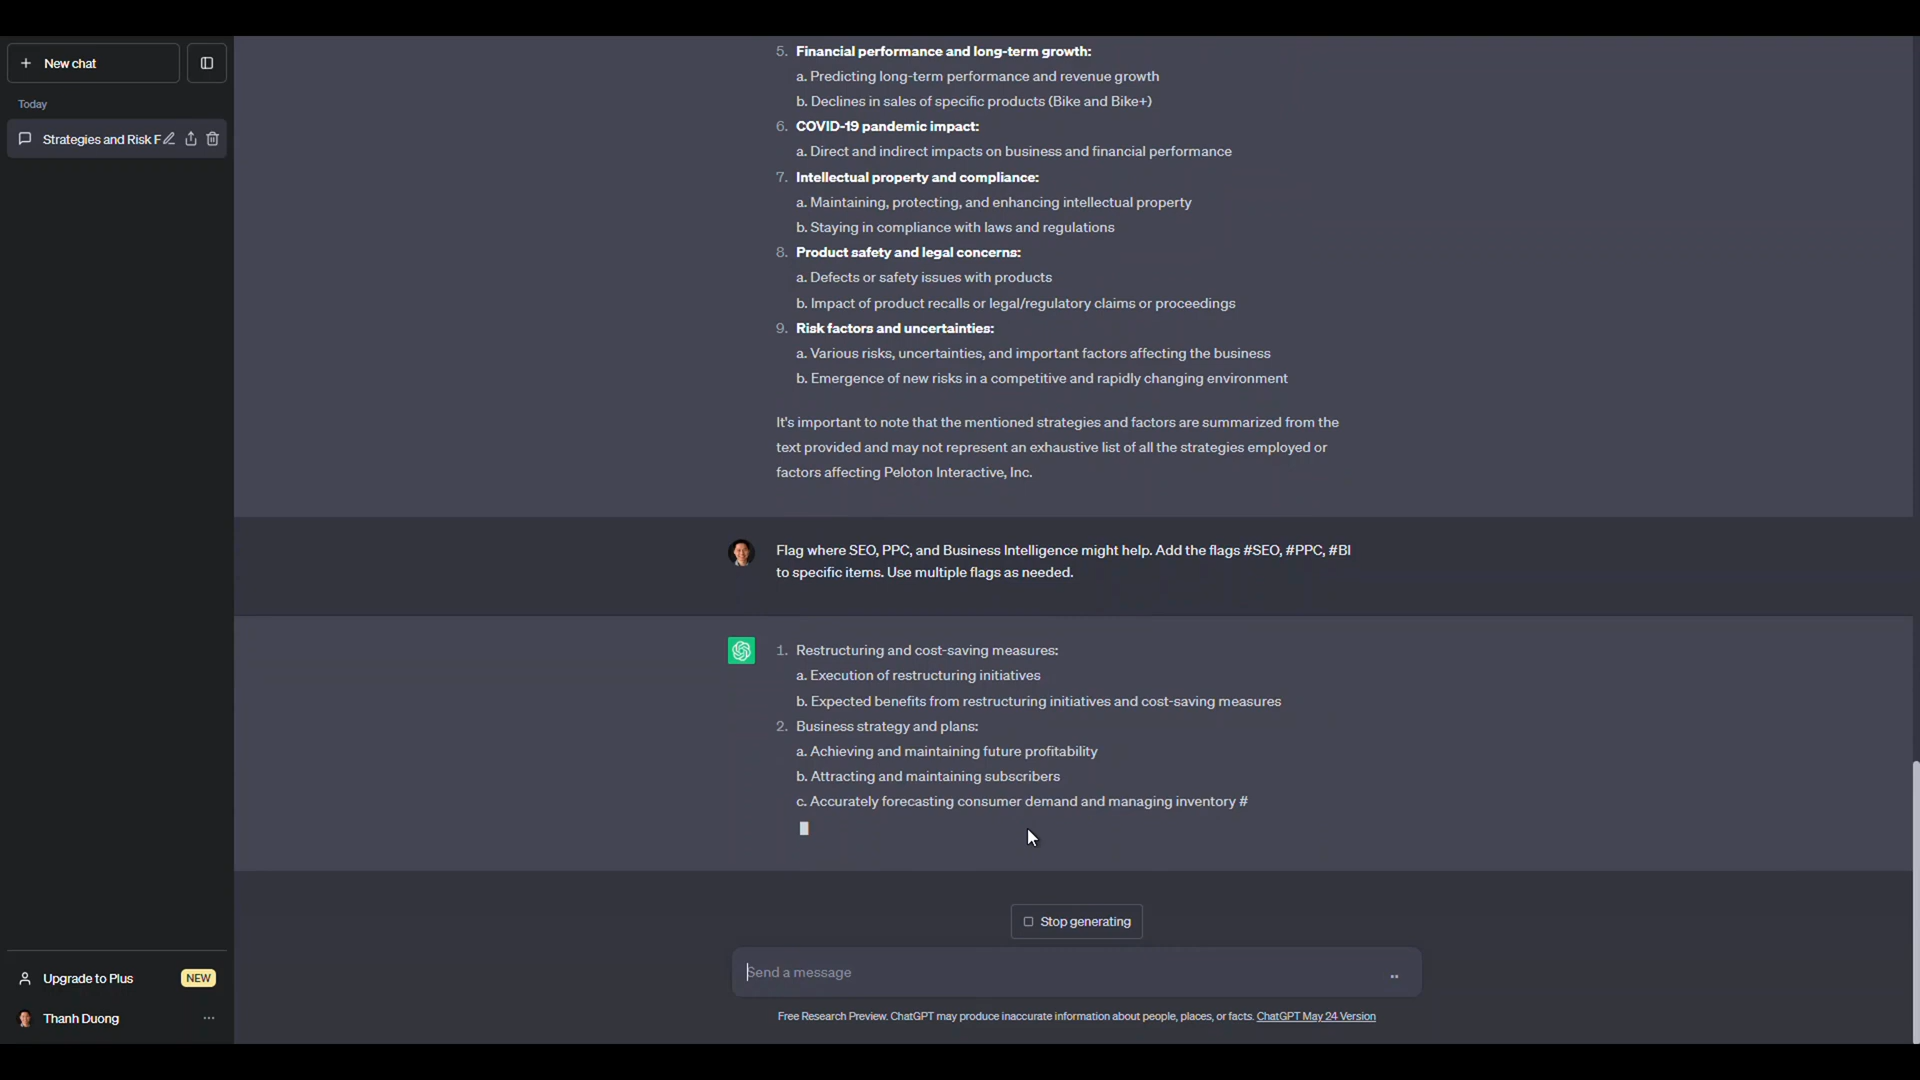 New chat
Today
Strategies and Risk F
Upgrade to Plus NEW
Thanh Duong
5. Financial performance and long-term growth:
a. Predicting long-term performance and revenue growth
b. Declines in sales of specific products (Bike and Bike+)
6. COVID-19 pandemic impact:
a. Direct and indirect impacts on business and financial performance
7. Intellectual property and compliance:
a. Maintaining, protecting, and enhancing intellectual property
b. Staying in compliance with laws and regulations
8. Product safety and legal concerns:
a. Defects or safety issues with products
b. Impact of product recalls or legal/regulatory claims or proceedings
9. Risk factors and uncertainties:
a. Various risks, uncertainties, and important factors affecting the business
b. Emergence of new risks in a competitive and rapidly changing environment
It's important to note that the mentioned strategies and factors are summarized from the
text provided and may not represent an exhaustive list of all the strategies employed or
factors affecting Peloton Interactive, Inc.
Flag where SEO, PPC, and Business Intelligence might help. Add the flags #SEO, #PPC, #BI
to specific items. Use multiple flags as needed.
1. Restructuring and cost-saving measures:
a. Execution of restructuring initiatives
b. Expected benefits from restructuring initiatives and cost-saving measures
2. Business strategy and plans:
a. Achieving and maintaining future profitability
b. Attracting and maintaining subscribers
c. Accurately forecasting consumer demand and managing inventory #
Stop generating
Send a message
Free Research Preview. ChatGPT may produce inaccurate information about people, places, or facts. ChatGPT May 24 Version